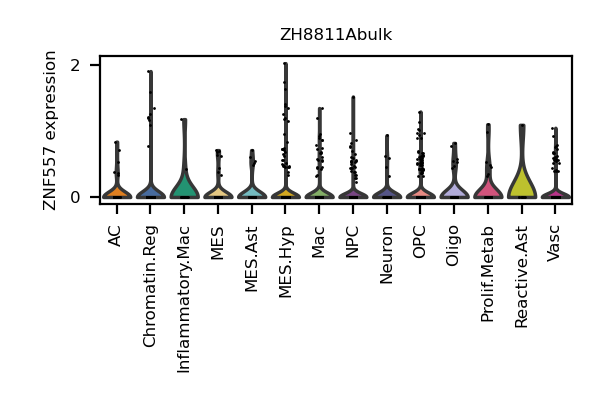 ZH8811Abulk
ZNF557 expression
2
0
AC
Chromatin.Reg
Inflammatory.Mac
MES
MES.Ast
MES.Hyp
Mac
NPC
Neuron
OPC
Oligo
Prolif.Metab
Reactive.Ast
Vasc